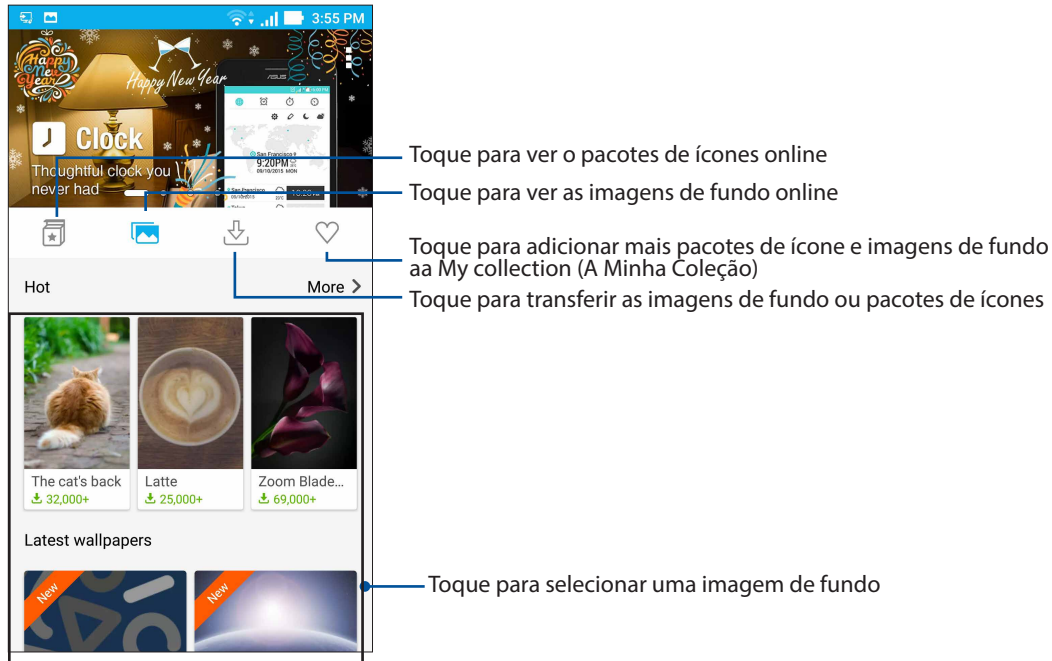 3:55 PM
Happy
New
Year
Happy New Year
ASUS
Clock
San Francisco
9:20PM
09/10/2015, MON
Thoughtful clock you
never had
San Francisco
Toque para ver o pacotes de ícones online
Toque para ver as imagens de fundo online
Toque para adicionar mais pacotes de ícone e imagens de fundo
aa My collection (A Minha Coleção)
Toque para transferir as imagens de fundo ou pacotes de ícones
Hot
More
The cat's back
32,000+
Latte
25,000+
Zoom Blade...
69,000+
Latest wallpapers
New
New
Toque para selecionar uma imagem de fundo